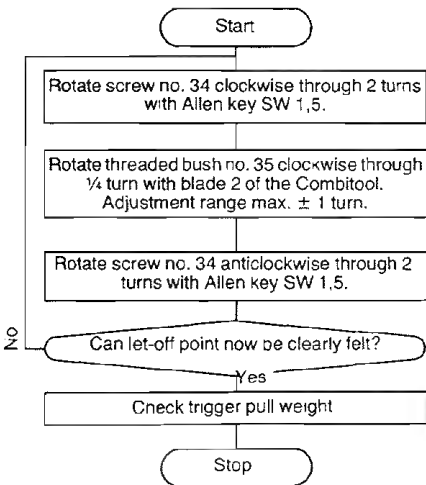 Start
Rotate screw no. 34 clockwise through 2 turns
with Allen key SW 1,5.
Rotate threaded bush no. 35 clockwise through
¼ turn with blade 2 of the Combitool.
Adjustment range max. ± 1 turn.
Rotate screw no. 34 anticlockwise through 2
turns with Allen key SW 1,5.
No
Can let-off point now be clearly felt?
Yes
Check trigger pull weight
Stop